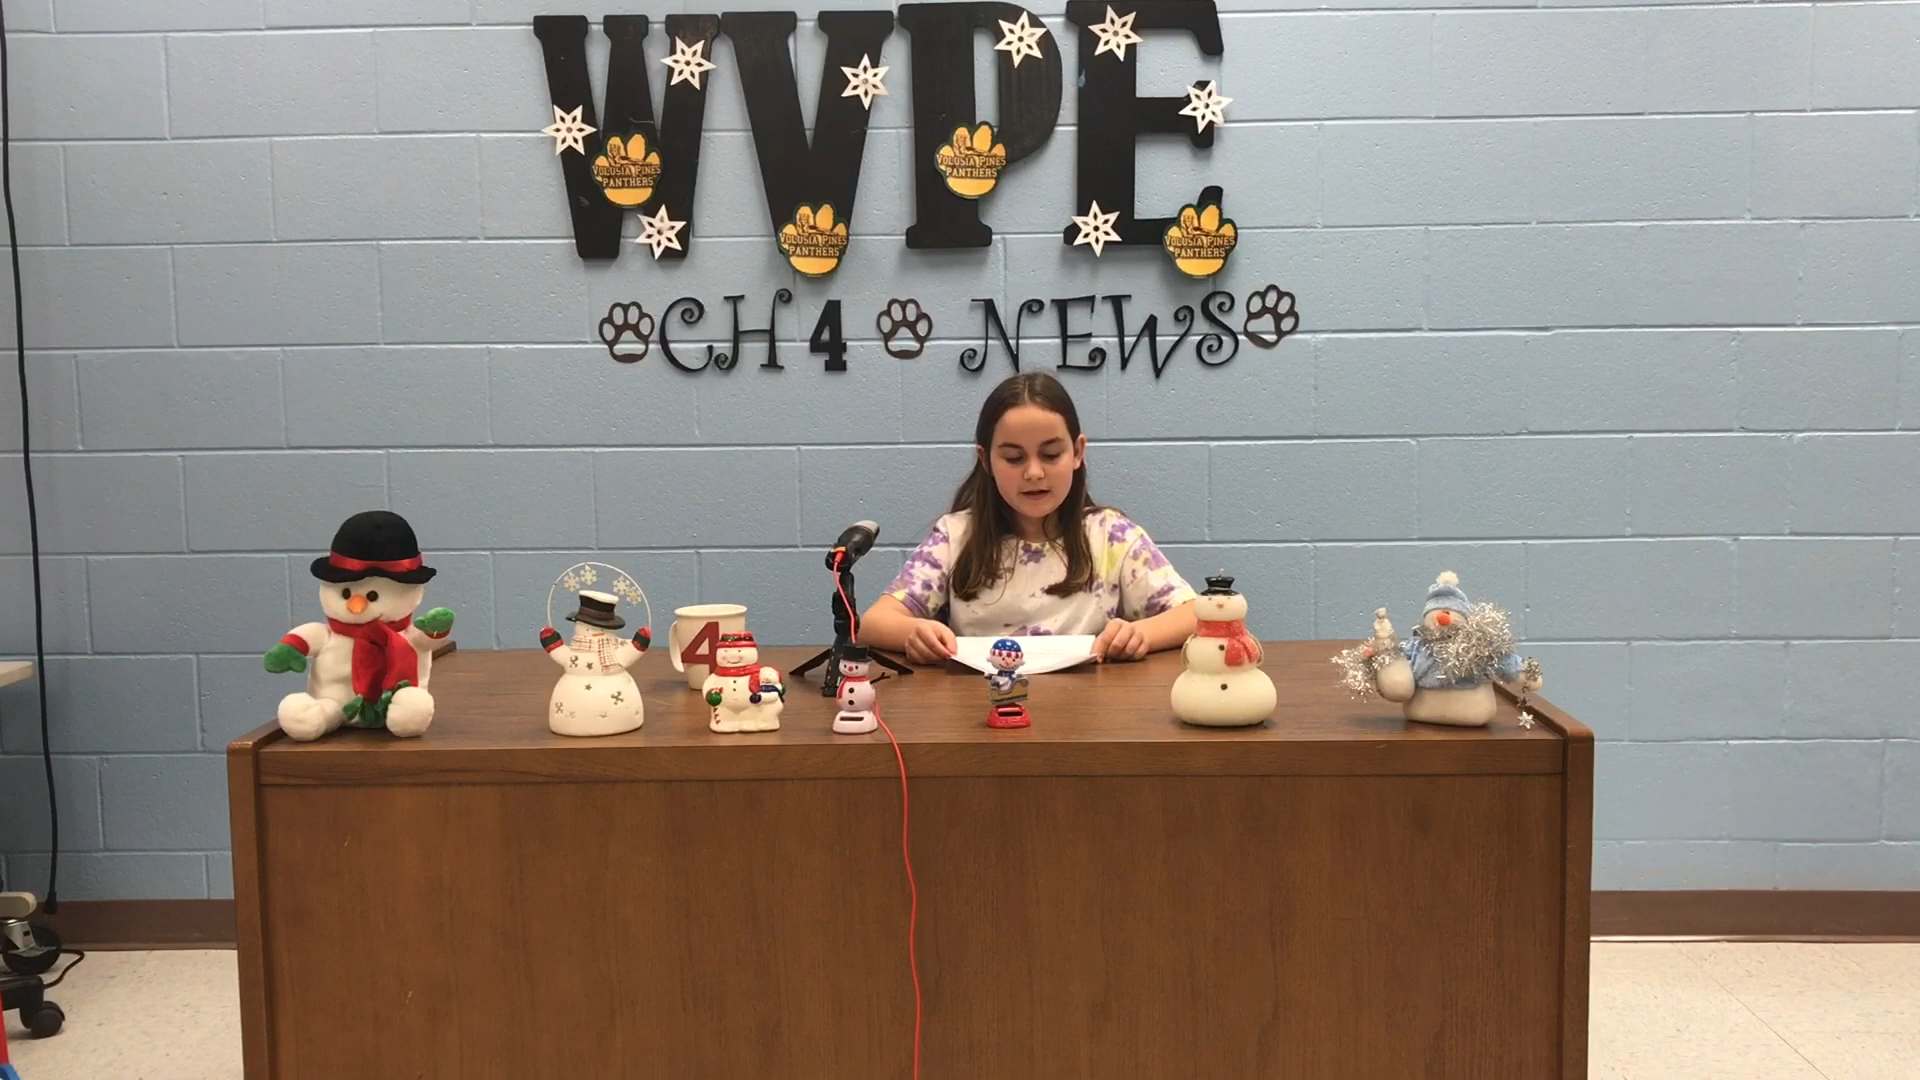 WVPE
VOLUSIA PINES
PANTHERS
VOLUSIA PINES
PANTHERS
VOLUSIA PINES
PANTHERS
VOLUSIA PINES
PANTHERS
CH 4 NEWS
4